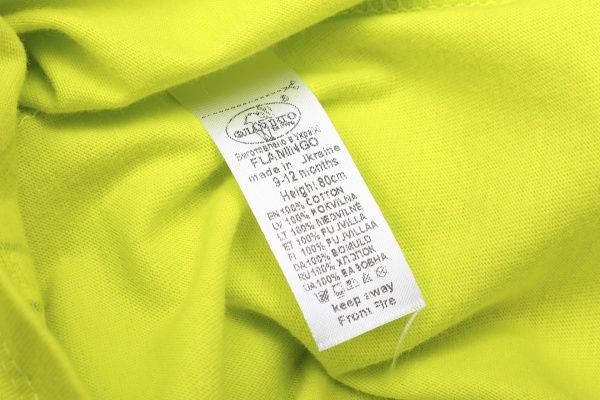 ФЛАМІНГО
Виготовлено в Україні
FLAMINGO
made in Ukraine
9-12 months
Height: 80cm
EN 100% COTTON
LV 100% KOKVILNA
LT 100% MEDVILNE
ET 100% PUUVILLA
FI 100% PUUVILLAA
DA 100% BOMULD
RU 100% ХЛОПОК
UA 100% БАВОВНА
keep away
From Fire